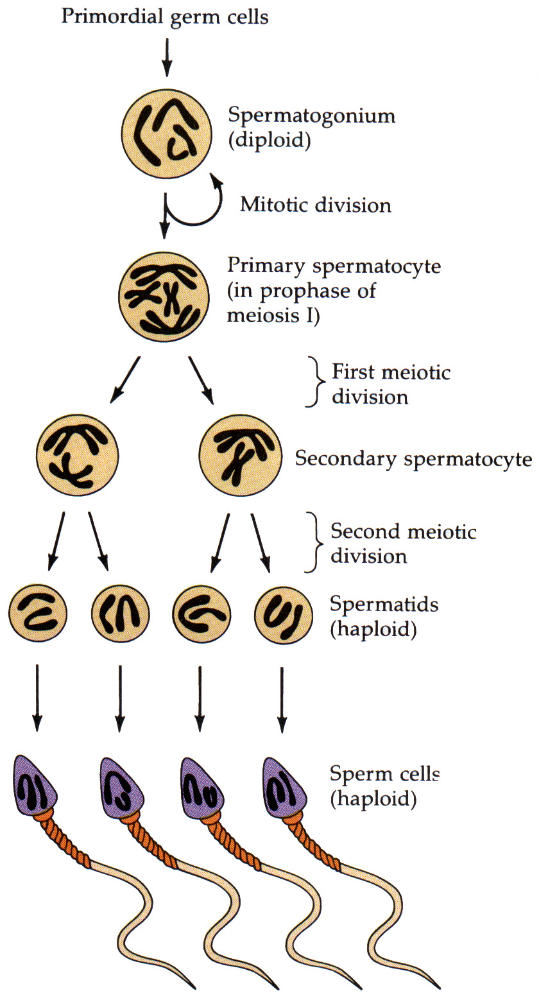 Primordial germ cells
Spermatogonium
(diploid)
Mitotic division
Primary spermatocyte
(in prophase of
meiosis I)
First meiotic
division
Secondary spermatocyte
Second meiotic
division
Spermatids
(haploid)
Sperm cells
(haploid)